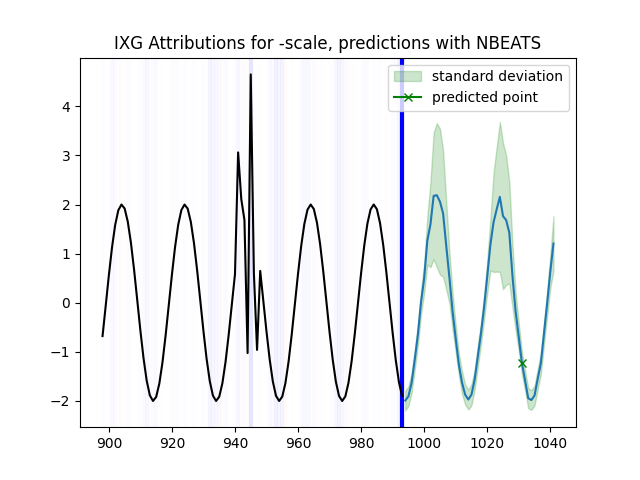 IXG Attributions for -scale, predictions with NBEATS
standard deviation
predicted point
4
3
2
1
0
−1
−2
900 920 940 960 980 1000 1020 1040